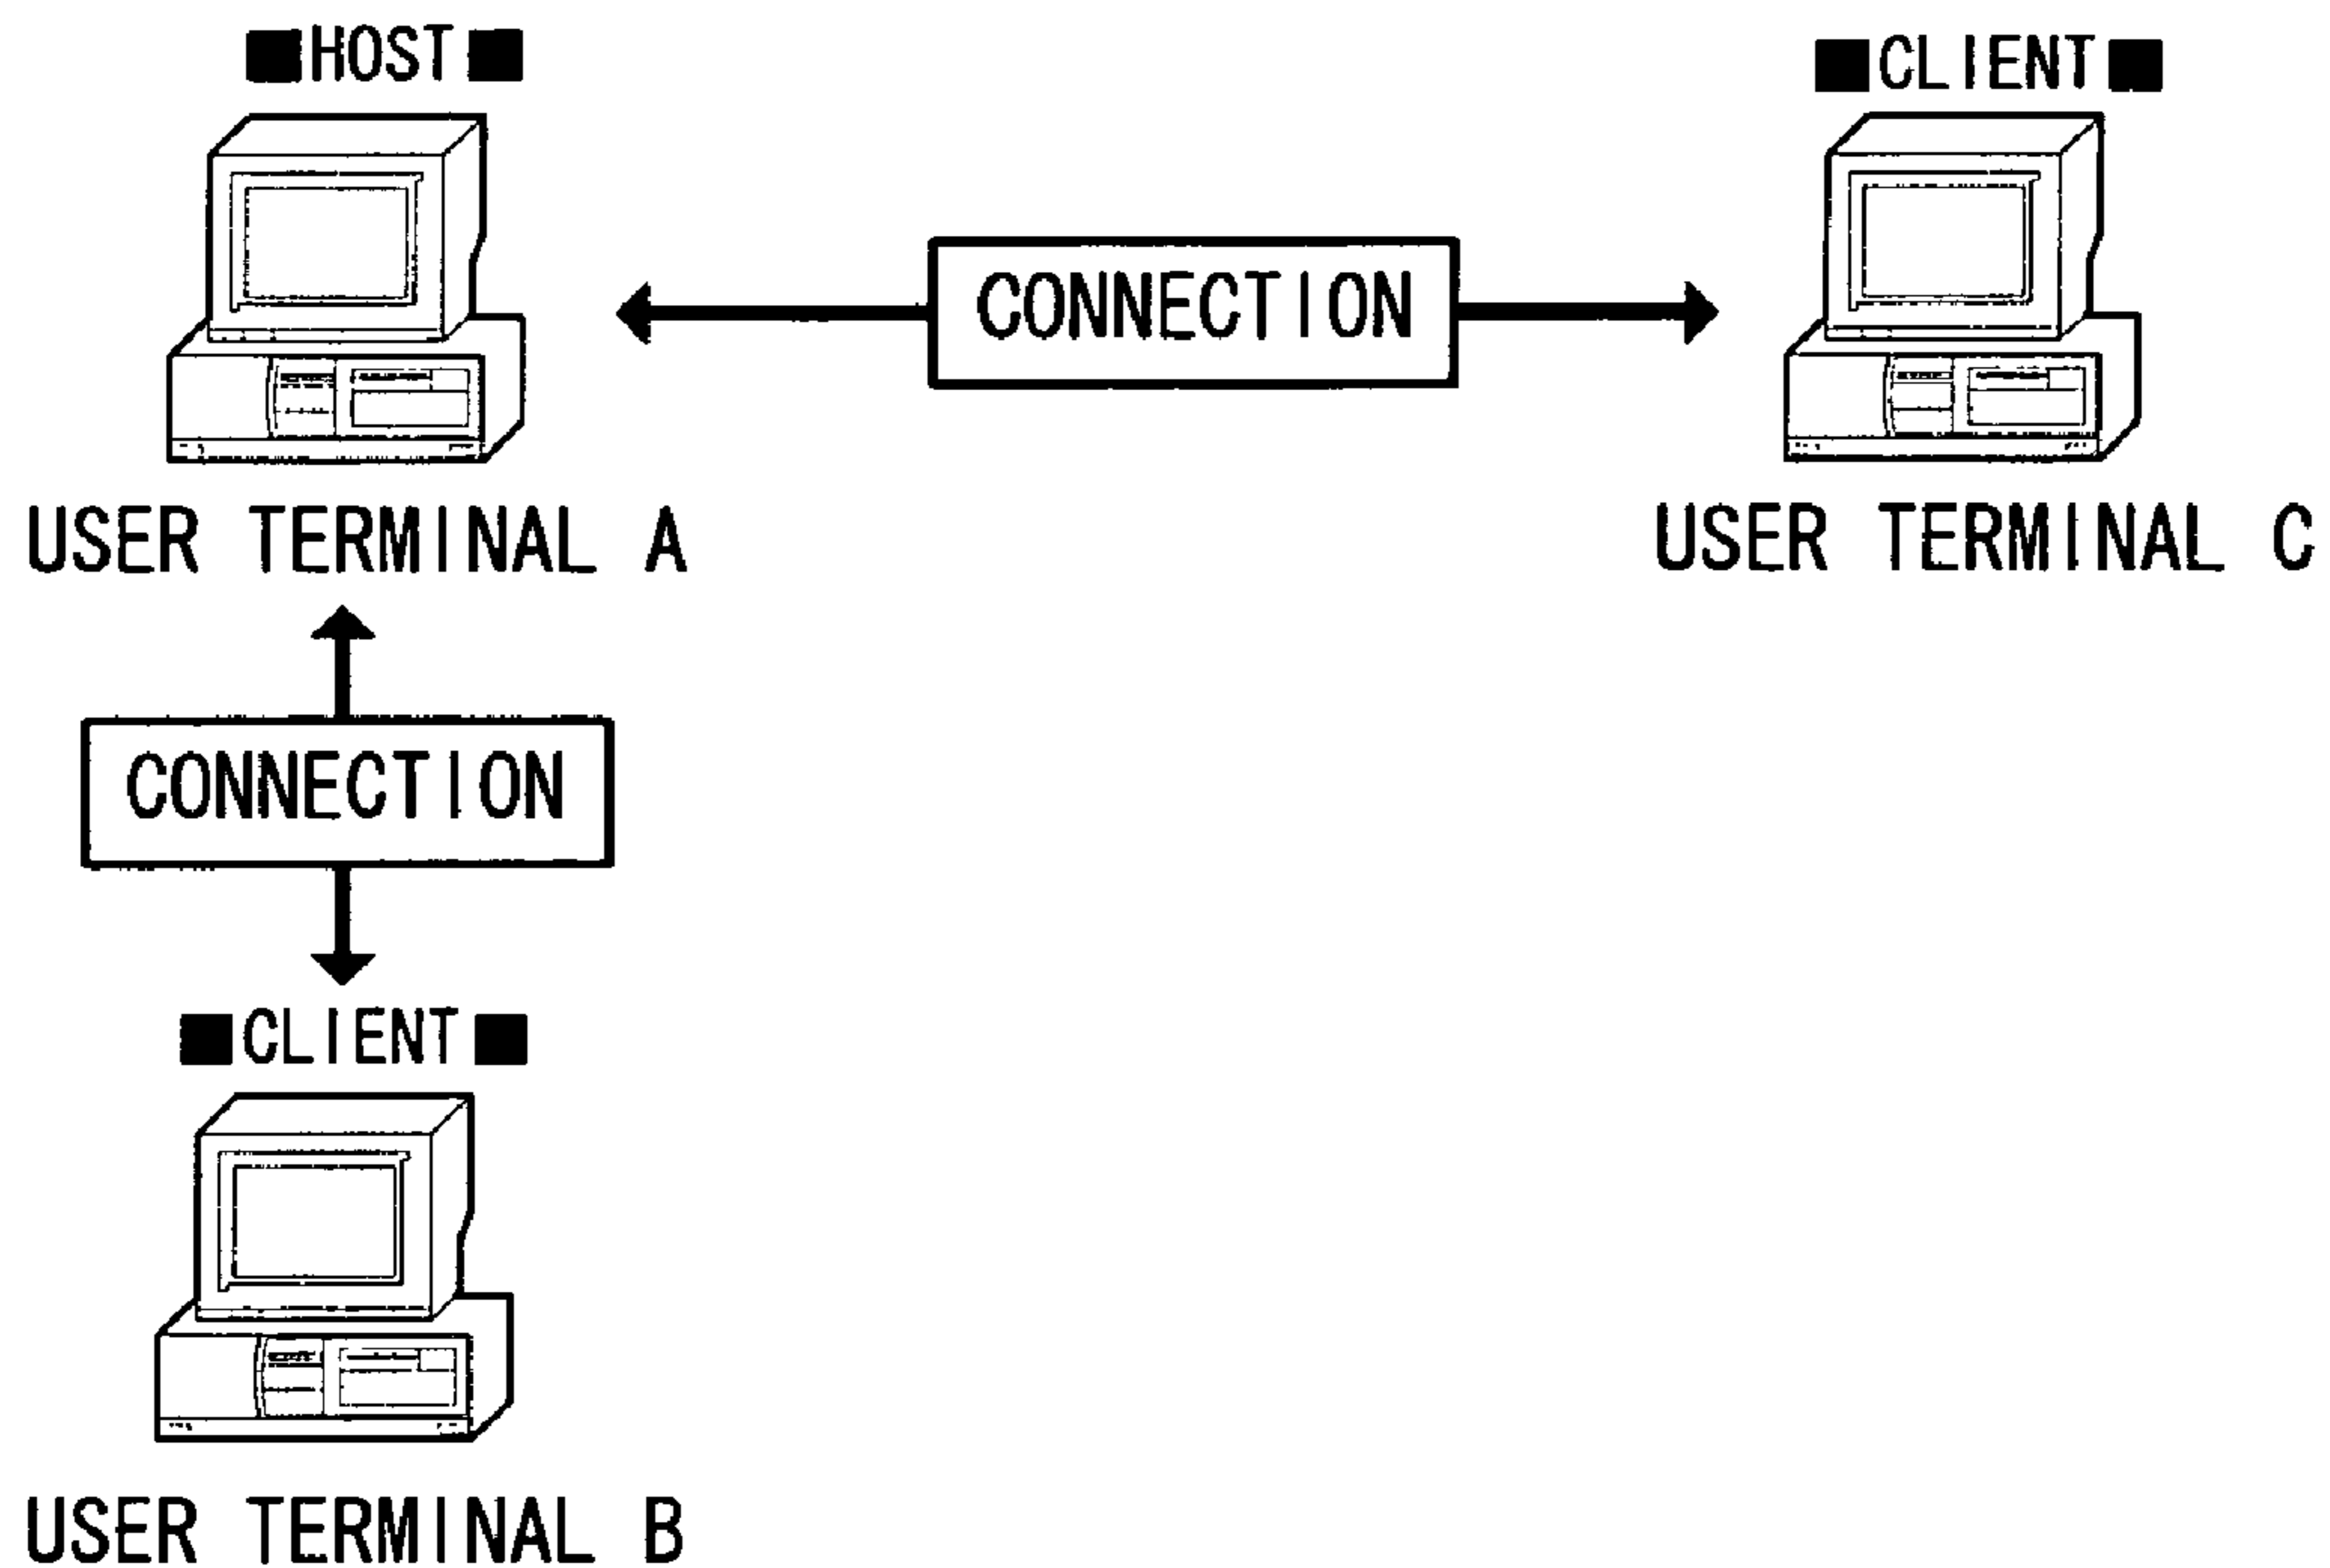 ■HOST■
■CLIENT■
CONNECTION
USER TERMINAL A
USER TERMINAL C
CONNECTION
■CLIENT■
USER TERMINAL B